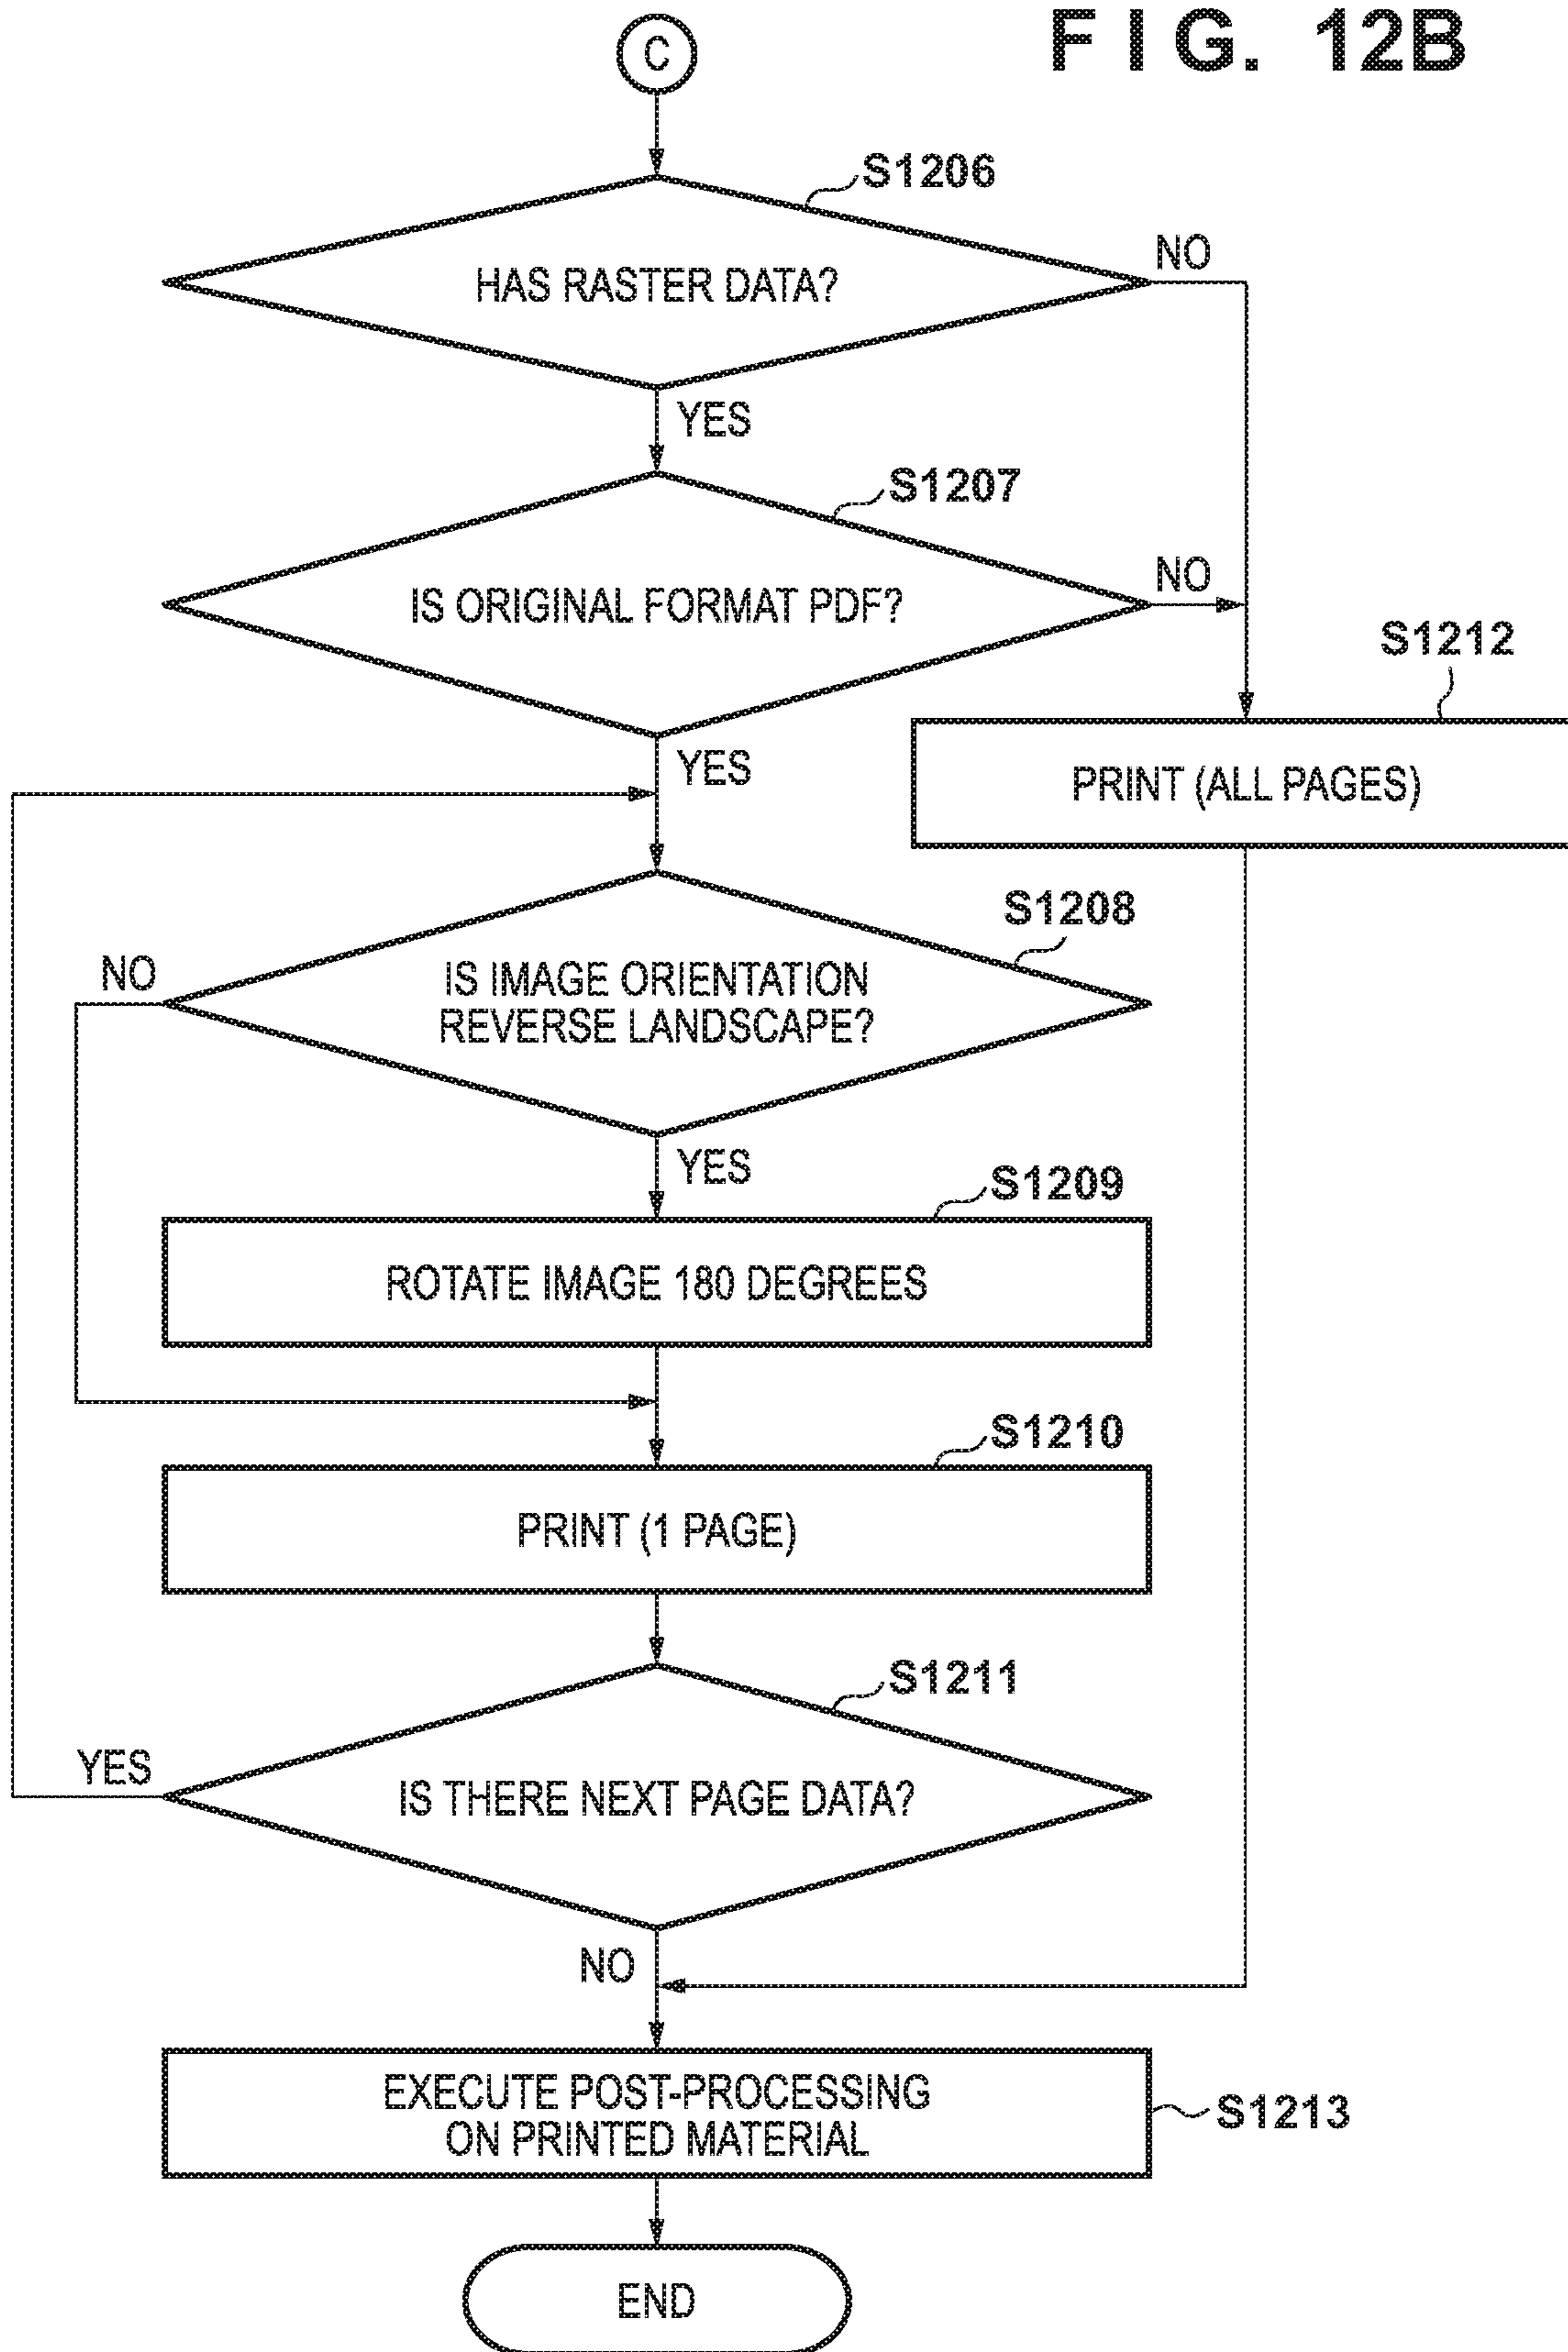 FIG. 12B
C
S1206
HAS RASTER DATA?
NO
YES
S1207
IS ORIGINAL FORMAT PDF?
NO
YES
S1212
PRINT (ALL PAGES)
S1208
IS IMAGE ORIENTATION
REVERSE LANDSCAPE?
NO
YES
S1209
ROTATE IMAGE 180 DEGREES
S1210
PRINT (1 PAGE)
S1211
IS THERE NEXT PAGE DATA?
YES
NO
EXECUTE POST-PROCESSING
ON PRINTED MATERIAL
S1213
END